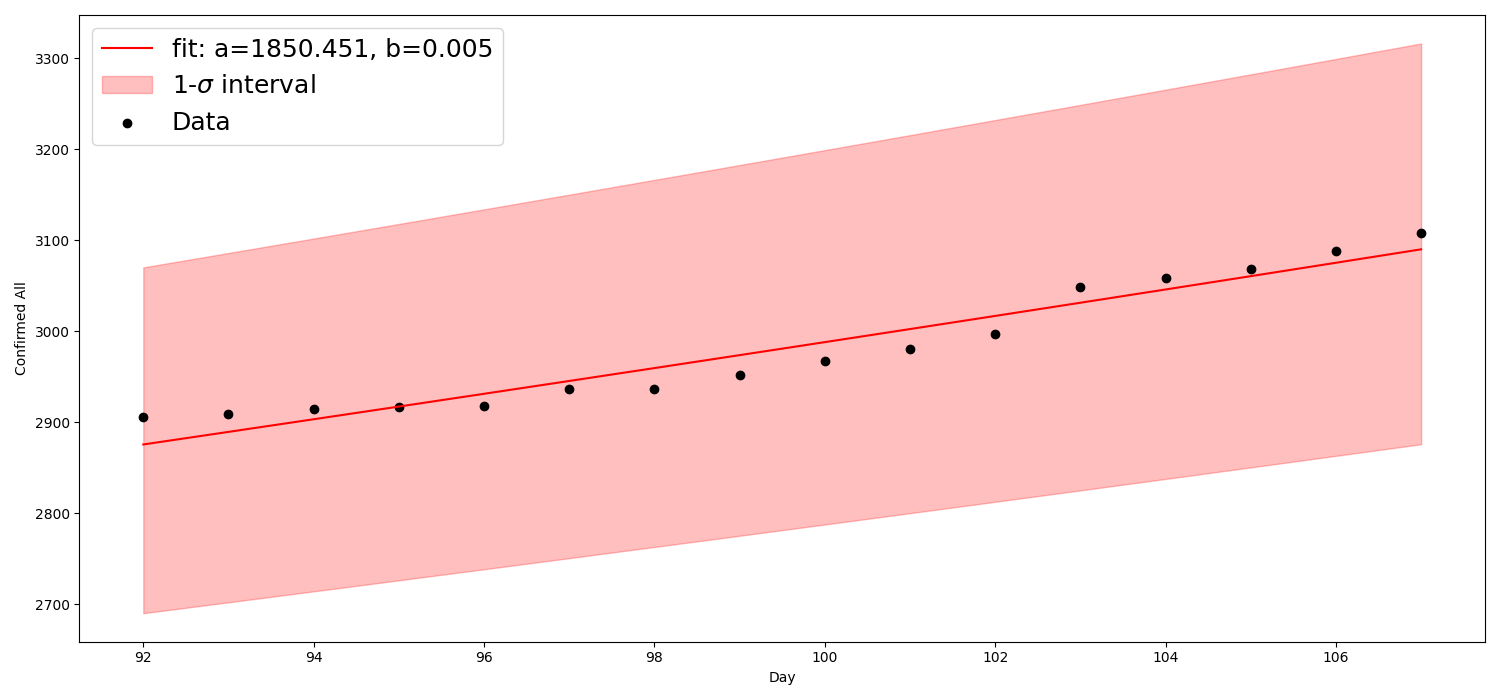 fit: a=1850.451, b=0.005
1-σ interval
Data
3300
3200
3100
3000
2900
2800
2700
Confirmed All
92 94 96 98 100 102 104 106
Day